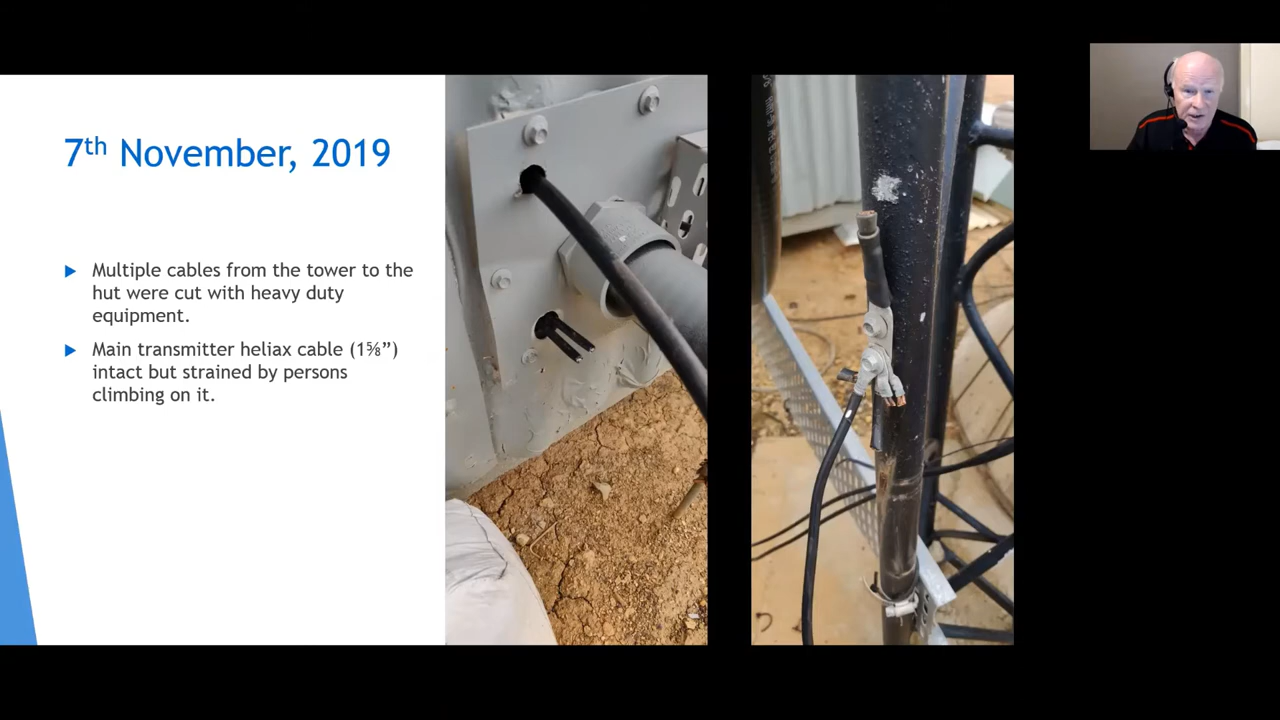 7th November, 2019
Multiple cables from the tower to the
hut were cut with heavy duty
equipment.
Main transmitter heliax cable (1⅝”)
intact but strained by persons
climbing on it.